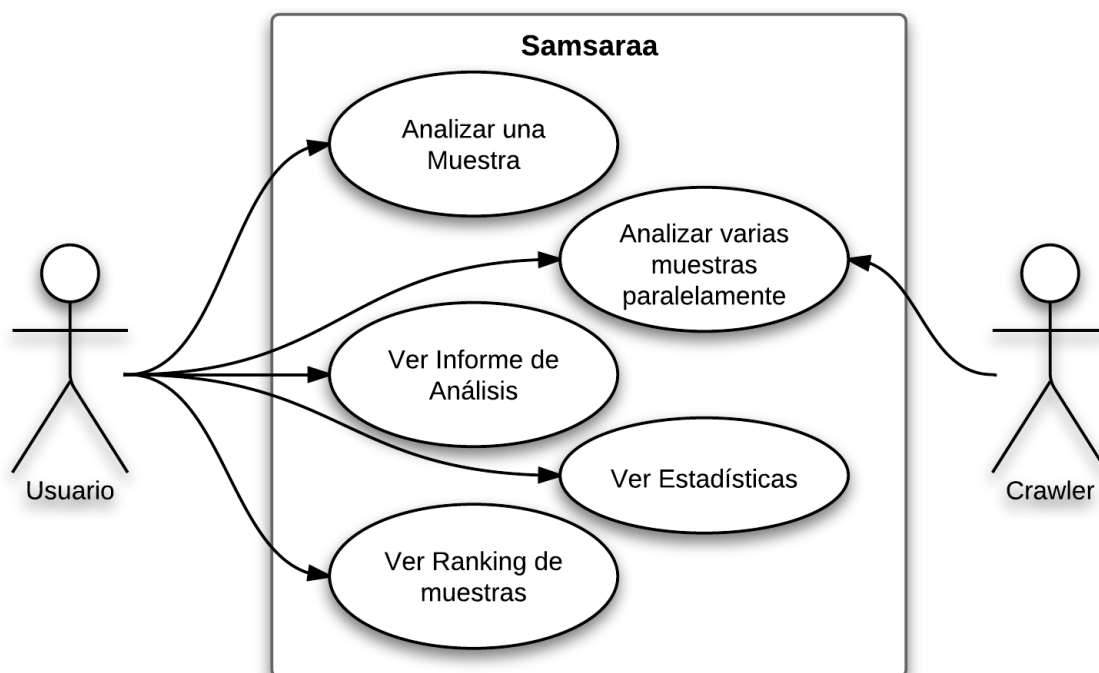 Samsaraa
Analizar una
Muestra
Analizar varias
muestras
paralelamente
Ver Informe de
Análisis
Ver Estadísticas
Ver Ranking de
muestras
Usuario
Crawler